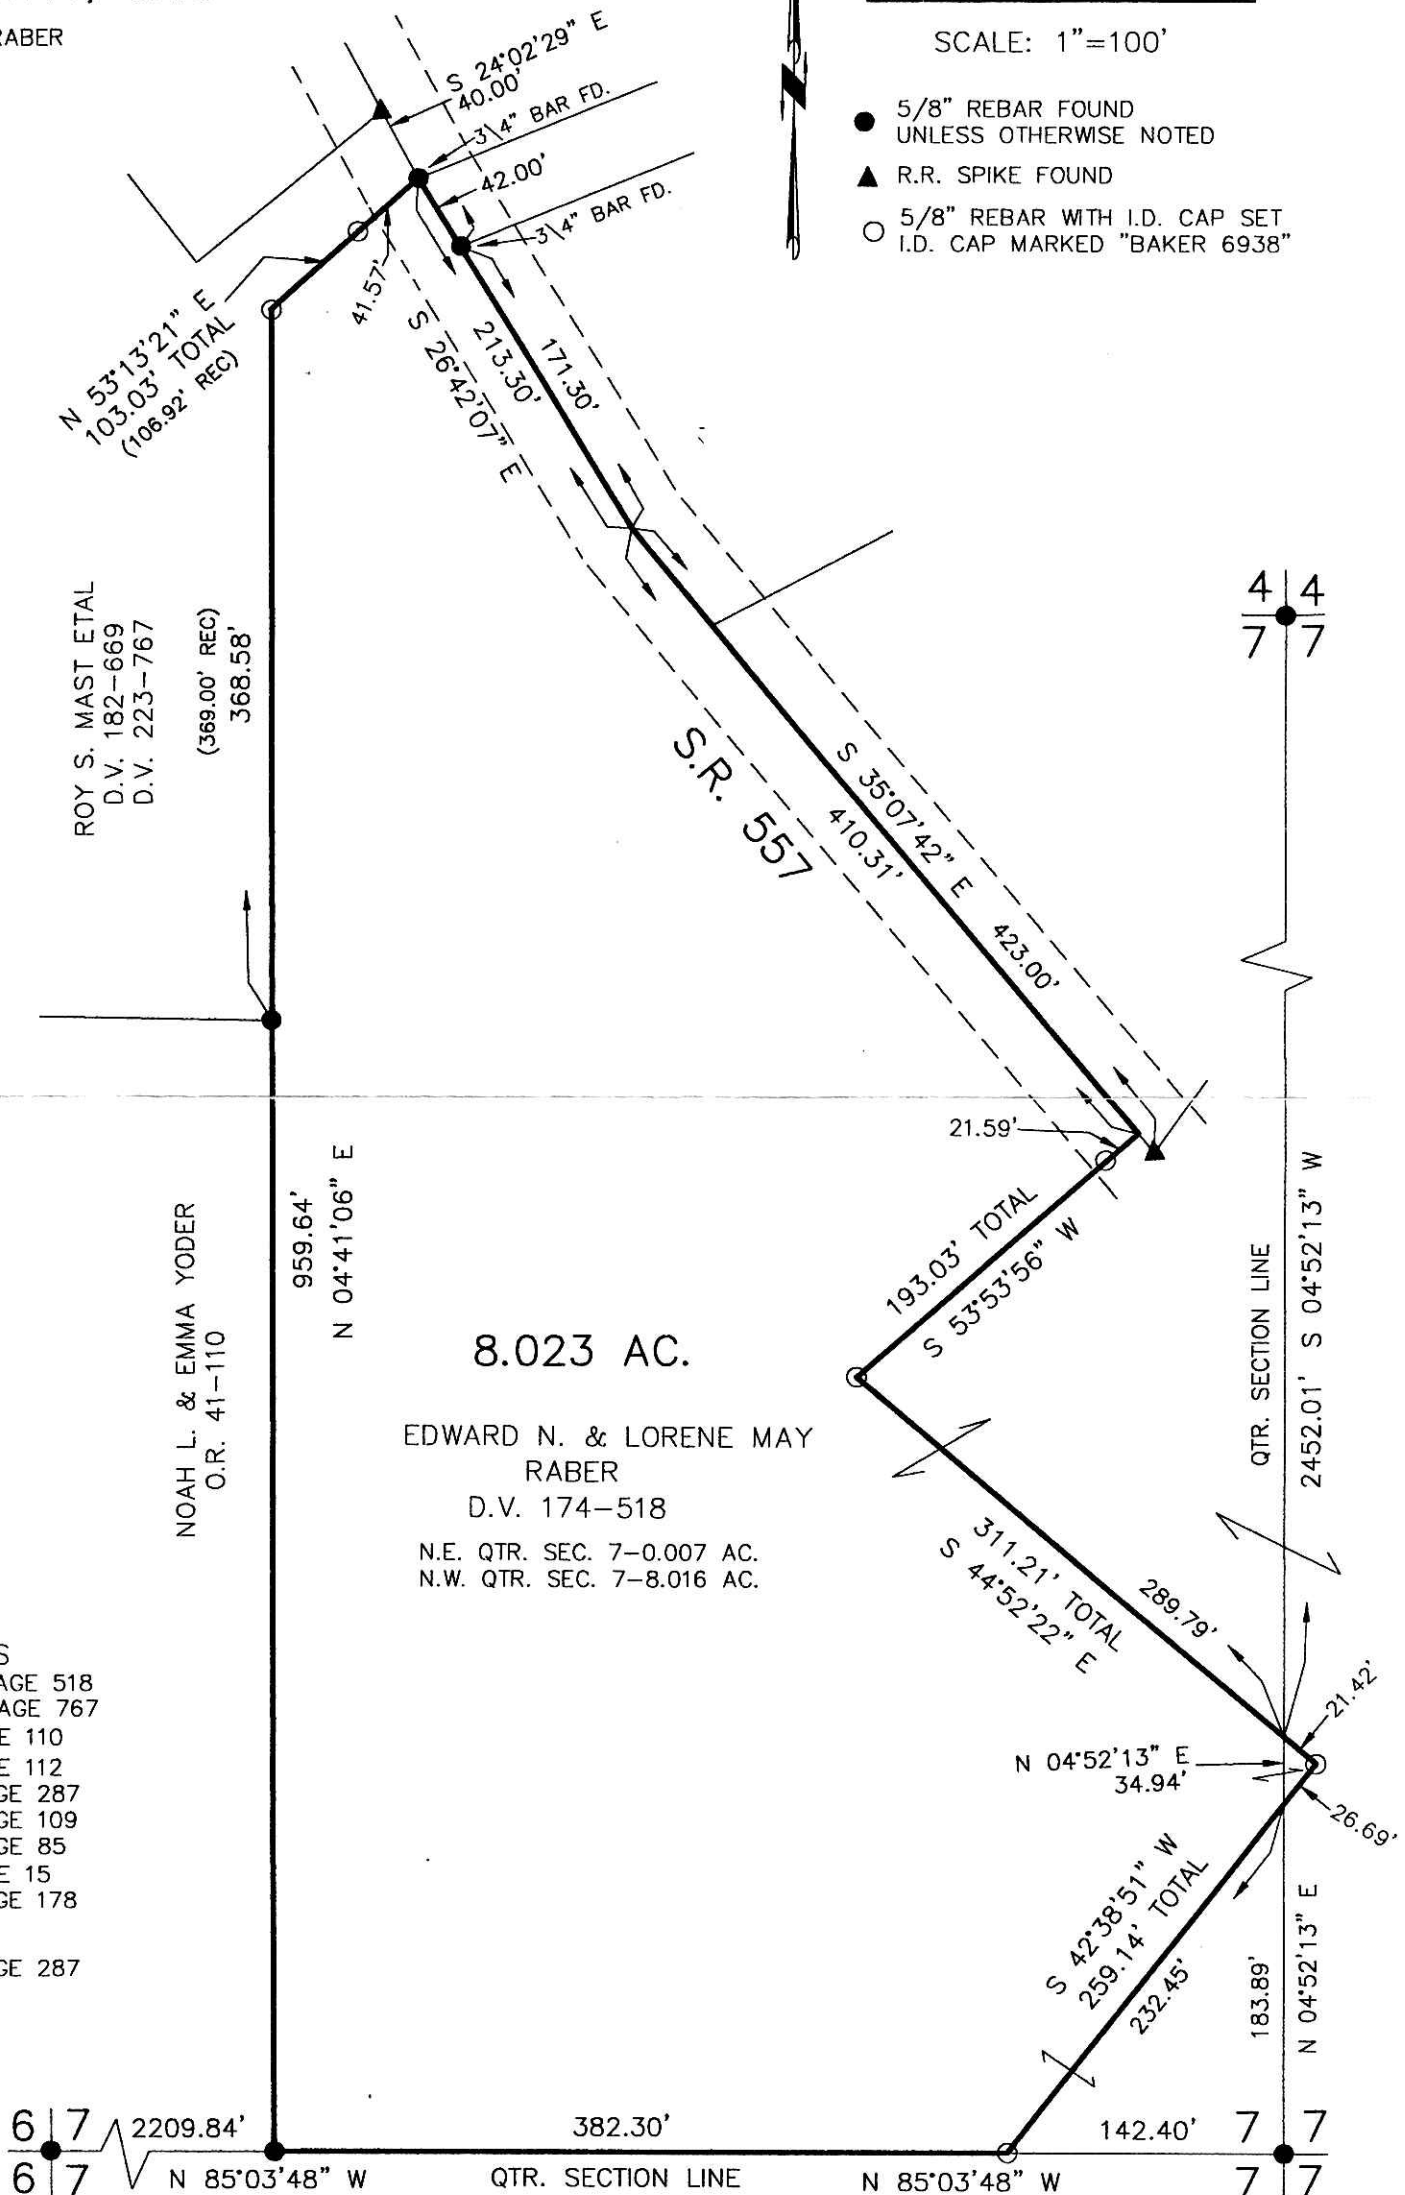 RABER
SCALE: 1"=100'
5/8" REBAR FOUND
UNLESS OTHERWISE NOTED
R.R. SPIKE FOUND
5/8" REBAR WITH I.D. CAP SET
I.D. CAP MARKED "BAKER 6938"
S 24°02'29" E
40.00'
3\4" BAR FD.
42.00'
3\4" BAR FD.
41.57'
N 53°13'21" E
103.03' TOTAL
(106.92' REC)
213.30'
171.30'
S 26°42'07" E
ROY S. MAST ETAL
D.V. 182-669
D.V. 223-767
(369.00' REC)
368.58'
4 4
7 7
S.R. 557
S 35°07'42" E
410.31'
423.00'
21.59'
193.03' TOTAL
S 53°53'56" W
959.64'
N 04°41'06" E
NOAH L. & EMMA YODER
O.R. 41-110
QTR. SECTION LINE
2452.01' S 04°52'13" W
8.023 AC.
EDWARD N. & LORENE MAY
RABER
D.V. 174-518
N.E. QTR. SEC. 7-0.007 AC.
N.W. QTR. SEC. 7-8.016 AC.
311.21' TOTAL
S 44°52'22" E
289.79'
21.42'
N 04°52'13" E
34.94'
26.69'
S 42°38'51" W
259.14' TOTAL
232.45'
183.89'
N 04°52'13" E
S
AGE 518
AGE 767
E 110
E 112
GE 287
GE 109
GE 85
E 15
GE 178
GE 287
6 7
6 7
2209.84'
382.30'
142.40'
7 7
7 7
N 85°03'48" W
QTR. SECTION LINE
N 85°03'48" W